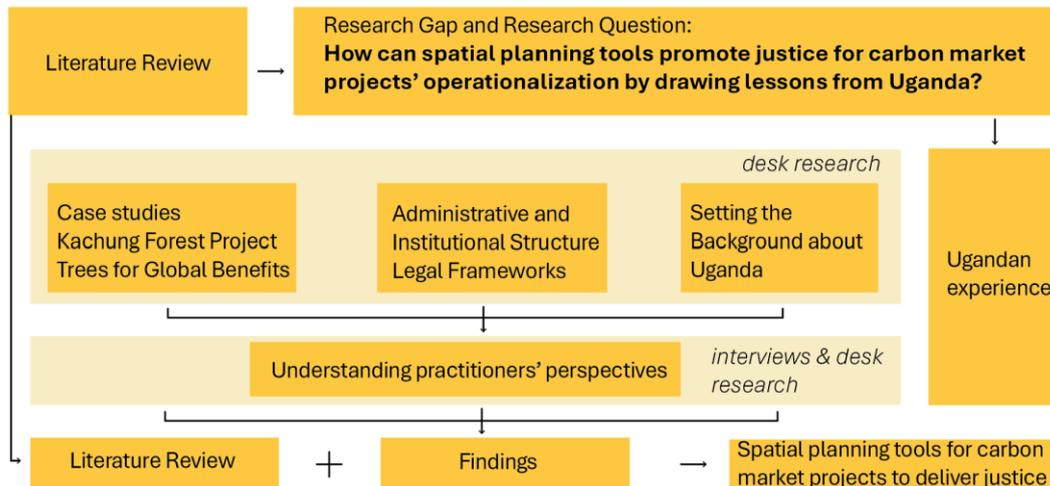 Literature Review
Research Gap and Research Question:
How can spatial planning tools promote justice for carbon market
projects’ operationalization by drawing lessons from Uganda?
desk research
Case studies
Kachung Forest Project
Trees for Global Benefits
Administrative and
Institutional Structure
Legal Frameworks
Setting the
Background about
Uganda
Ugandan
experience
Understanding practitioners’ perspectives
interviews & desk
research
Literature Review
+
Findings
Spatial planning tools for carbon
market projects to deliver justice